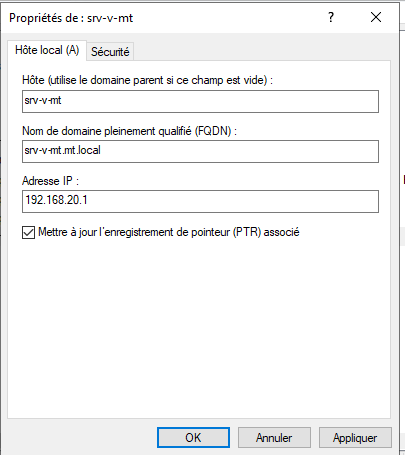 Propriétés de : srv-v-mt
?
Hôte local (A)
Sécurité
Hôte (utilise le domaine parent si ce champ est vide) :
srv-v-mt
Nom de domaine pleinement qualifié (FQDN) :
srv-v-mt.mt.local
Adresse IP :
192.168.20.1
Mettre à jour l'enregistrement de pointeur (PTR) associé
OK
Annuler
Appliquer